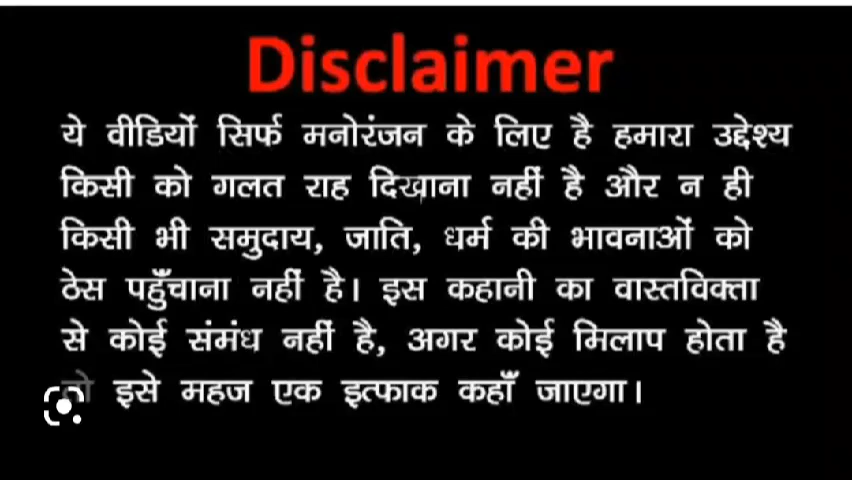 Disclaimer
ये वीडियों सिर्फ मनोरंजन के लिए है हमारा उद्देश्य
किसी को गलत राह दिखाना नहीं है और न ही
किसी भी समुदाय, जाति, धर्म की भावनाओं को
ठेस पहुँचाना नहीं है। इस कहानी का वास्तविक्ता
से कोई संमंध नहीं है, अगर कोई मिलाप होता है
इसे महज एक इत्फाक कहाँ जाएगा।